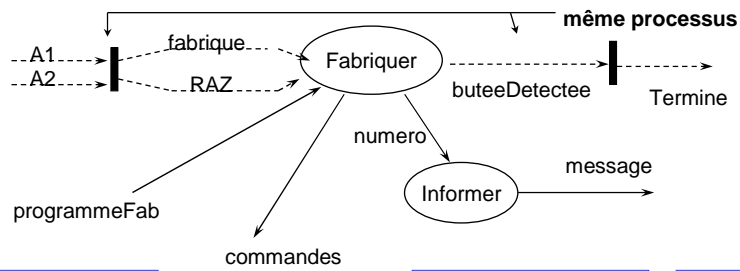 même processus
A1
fabrique
A2
RAZ
Fabriquer
buteeDetectee
Termine
numero
Informer
message
programmeFab
commandes